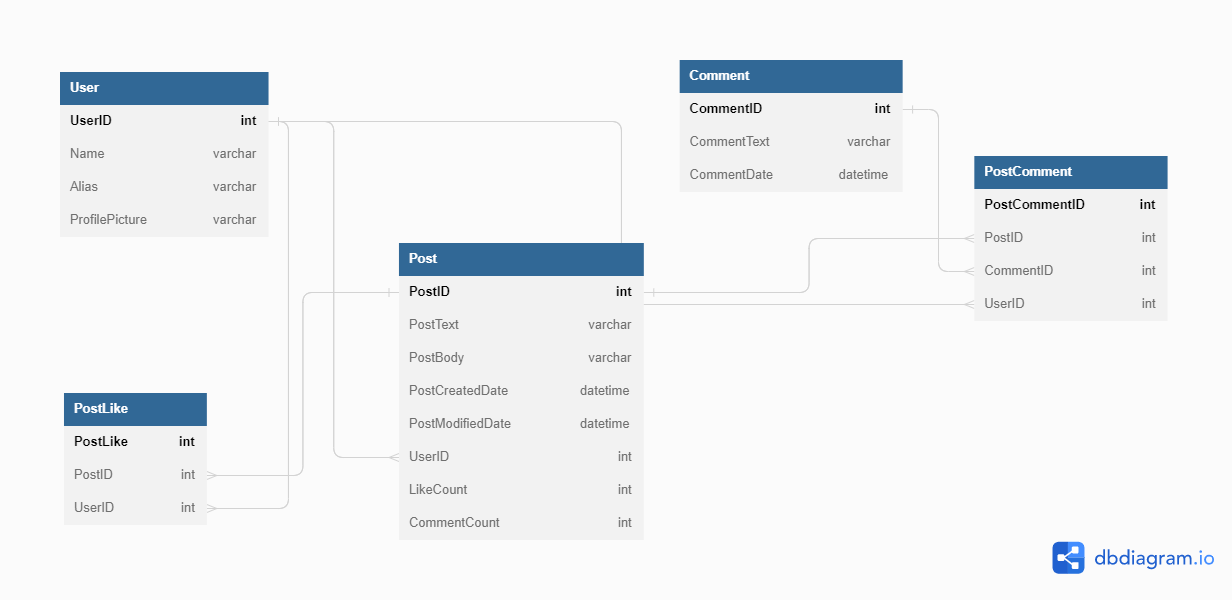 User
UserID int
Name varchar
Alias varchar
ProfilePicture varchar
Comment
CommentID int
CommentText varchar
CommentDate datetime
PostComment
PostCommentID int
PostID int
CommentID int
UserID int
Post
PostID int
PostText varchar
PostBody varchar
PostCreatedDate datetime
PostModifiedDate datetime
UserID int
LikeCount int
CommentCount int
PostLike
PostLike int
PostID int
UserID int
dbdiagram.io